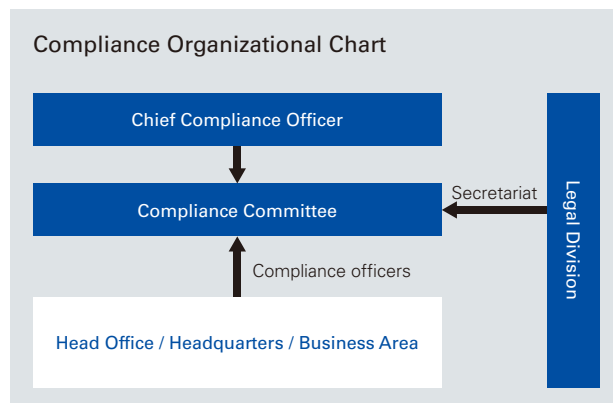 Compliance Organizational Chart
Chief Compliance Officer
Compliance Committee
Secretariat
Legal Division
Compliance officers
Head Office / Headquarters / Business Area